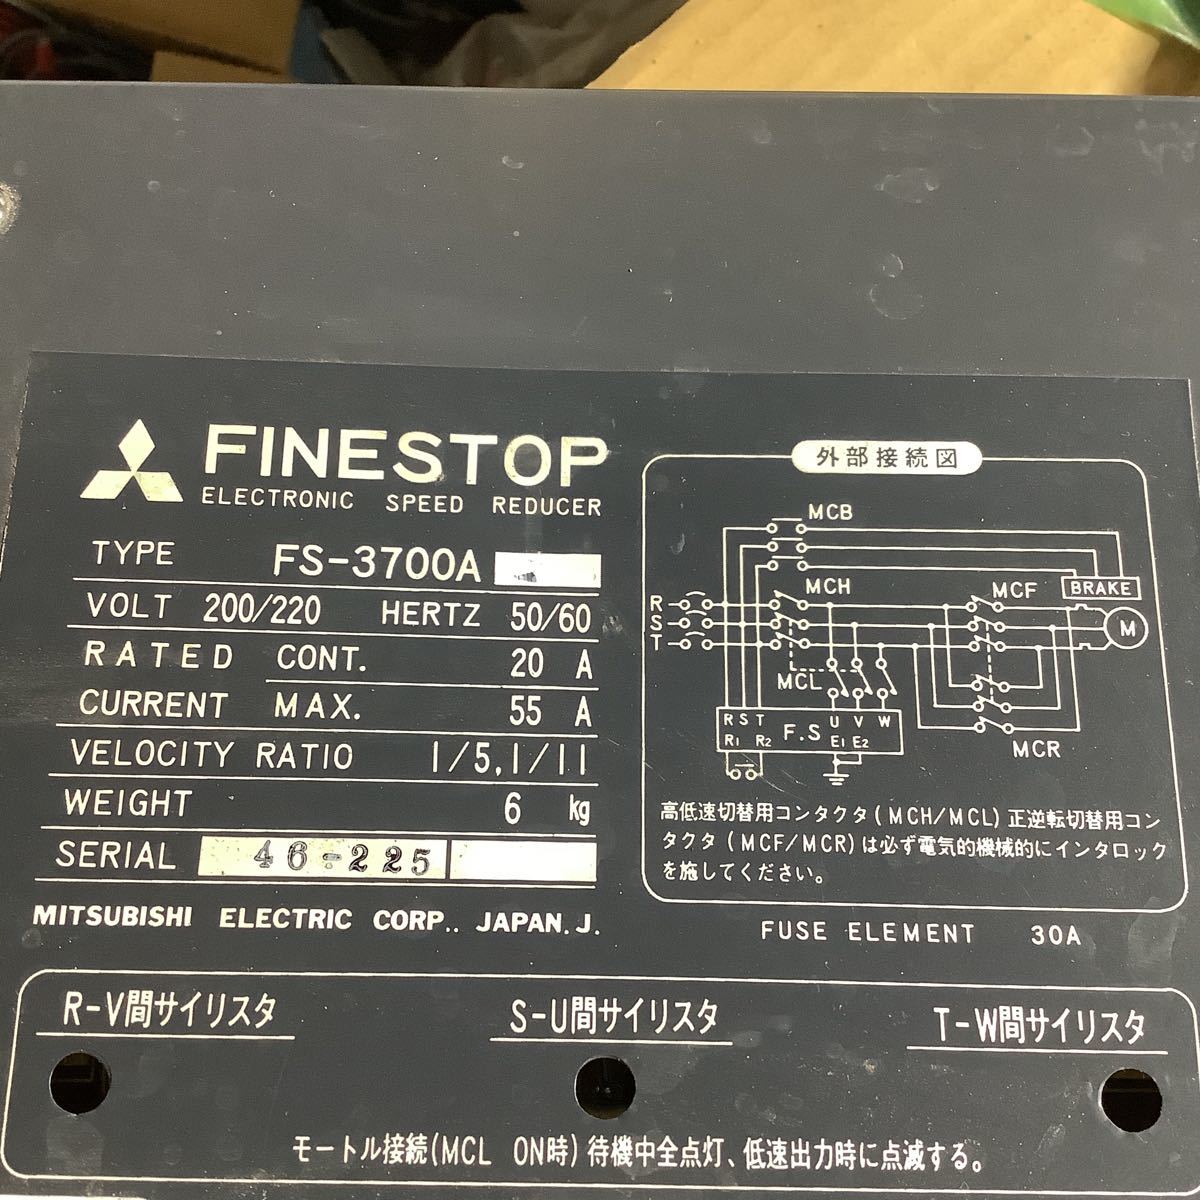 FINESTOP
ELECTRONIC SPEED REDUCER
TYPE FS-3700A
VOLT 200/220 HERTZ 50/60
RATED CONT. 20 A
CURRENT MAX. 55 A
VELOCITY RATIO 1/5,1/11
WEIGHT 6 kg
SERIAL 46-225
MITSUBISHI ELECTRIC CORP.. JAPAN. J.
外部接続図
MCB
MCH
MCF
BRAKE
R
S
T
M
MCL
R S T U V W
R1 R2 F.S E1 E2
MCR
高低速切替用コンタクタ(MCH/MCL)正逆転切替用コン
タクタ(MCF/MCR)は必ず電気的機械的にインタロック
を施してください。
FUSE ELEMENT 30A
R-V間サイリスタ
S-U間サイリスタ
T-W間サイリスタ
モートル接続(MCL ON時)待機中全点灯、低速出力時に点滅する。